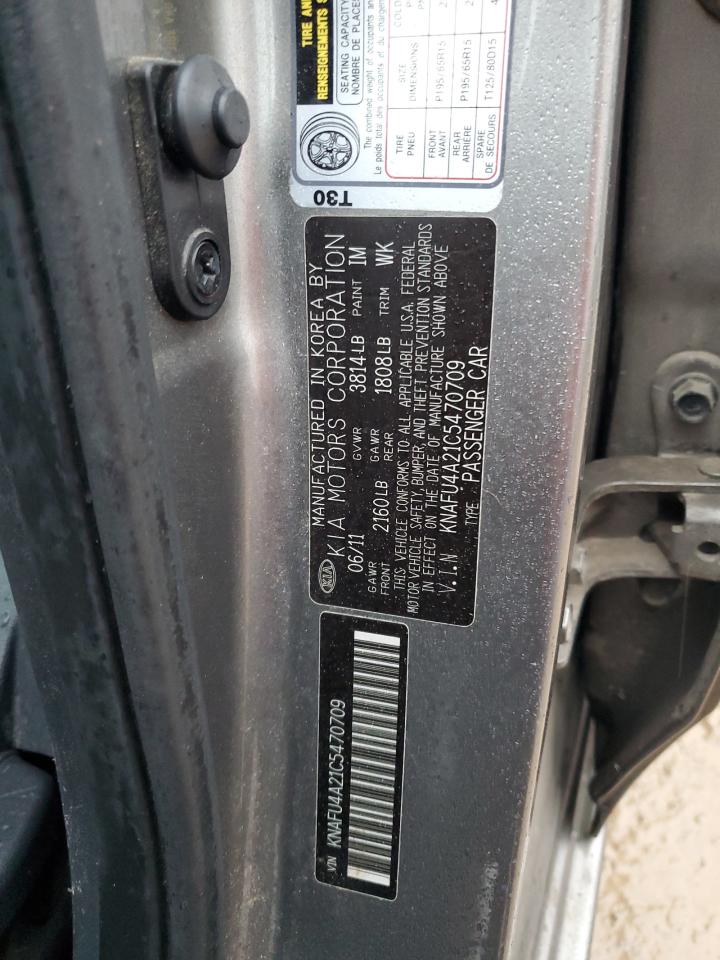 TIRE AND
RENSEIGNEMENTS S
SEATING CAPACITY
NOMBRE DE PLACES
The combined weight of occupants and
Le poids total des occupants et du chargement
TIRE SIZE COLD
PNEU DIMENSIONS
FRONT P195/65R15
AVANT
REAR P195/65R15
ARRIÈRE
SPARE T125/80D15
DE SECOURS
T30
MANUFACTURED IN KOREA BY
KIA KIA MOTORS CORPORATION
06/11 GVWR 3814LB PAINT IM
GAWR FRONT 2160LB GAWR REAR 1808LB TRIM WK
THIS VEHICLE CONFORMS TO ALL APPLICABLE U.S.A. FEDERAL
MOTOR VEHICLE SAFETY, BUMPER, AND THEFT PREVENTION STANDARDS
IN EFFECT ON THE DATE OF MANUFACTURE SHOWN ABOVE
V.I.N KNAFU4A21C5470709
TYPE PASSENGER CAR
VIN KNAFU4A21C5470709